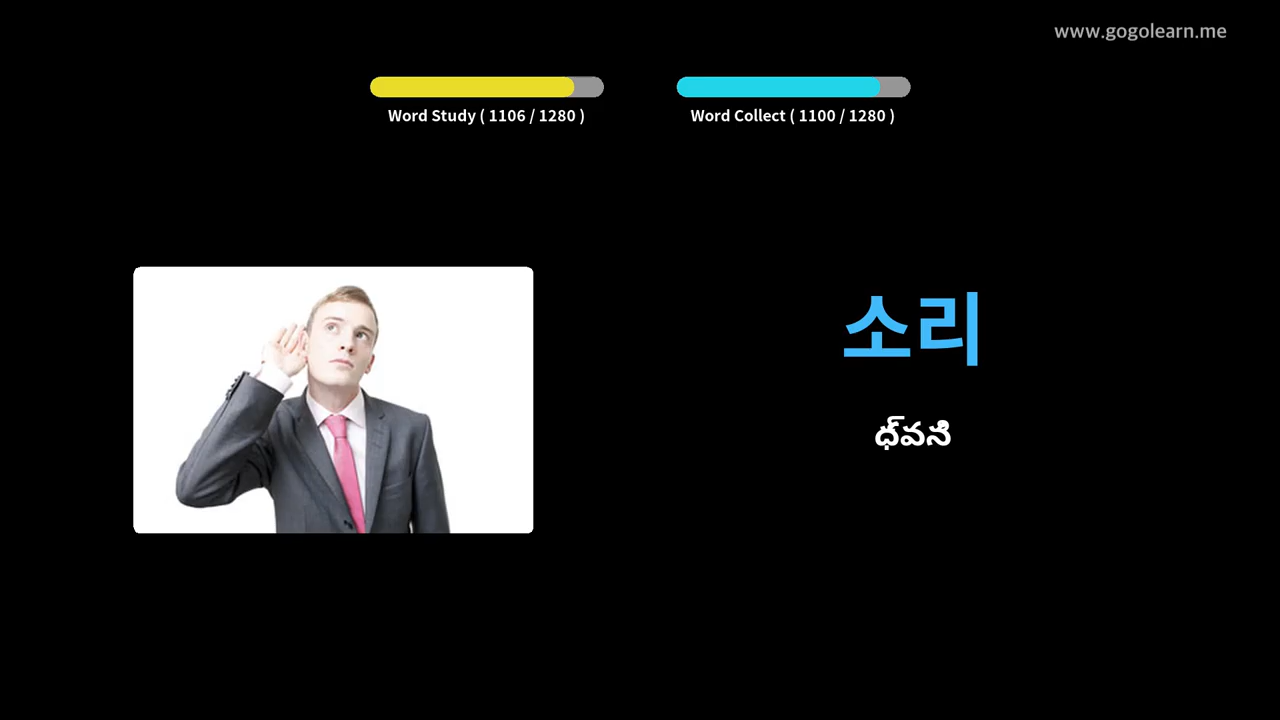 www.gogolearn.me
Word Study ( 1106 / 1280 )
Word Collect ( 1100 / 1280 )
소리
ధ్‌వని